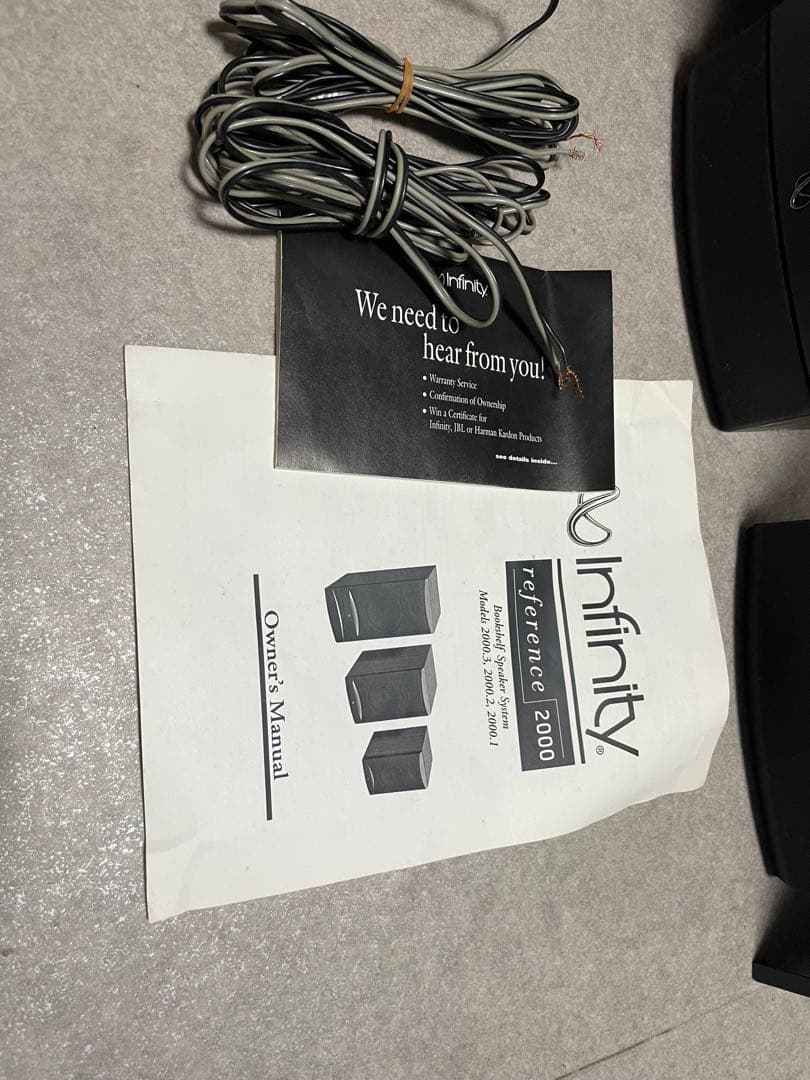 Infinity.
We need to
hear from you!
• Warranty Service
• Confirmation of Ownership
• Win a Certificate for
Infinity, JBL or Harman Kardon Products
see details inside...
Infinity®
reference 2000
Bookshelf Speaker System
Models 2000.3, 2000.2, 2000.1
Owner's Manual